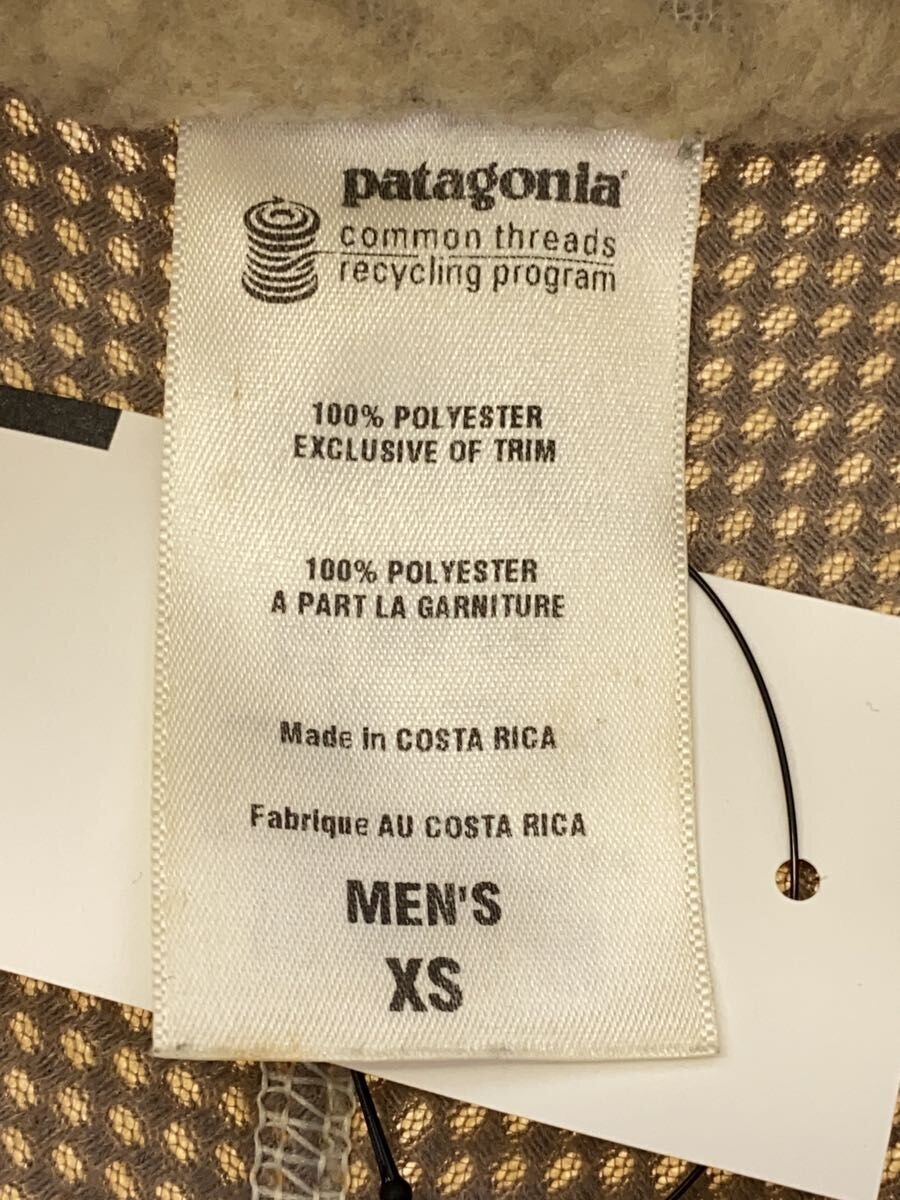 patagonia
common threads
recycling program
100% POLYESTER
EXCLUSIVE OF TRIM
100% POLYESTER
A PART LA GARNITURE
Made in COSTA RICA
Fabrique AU COSTA RICA
MEN'S
XS